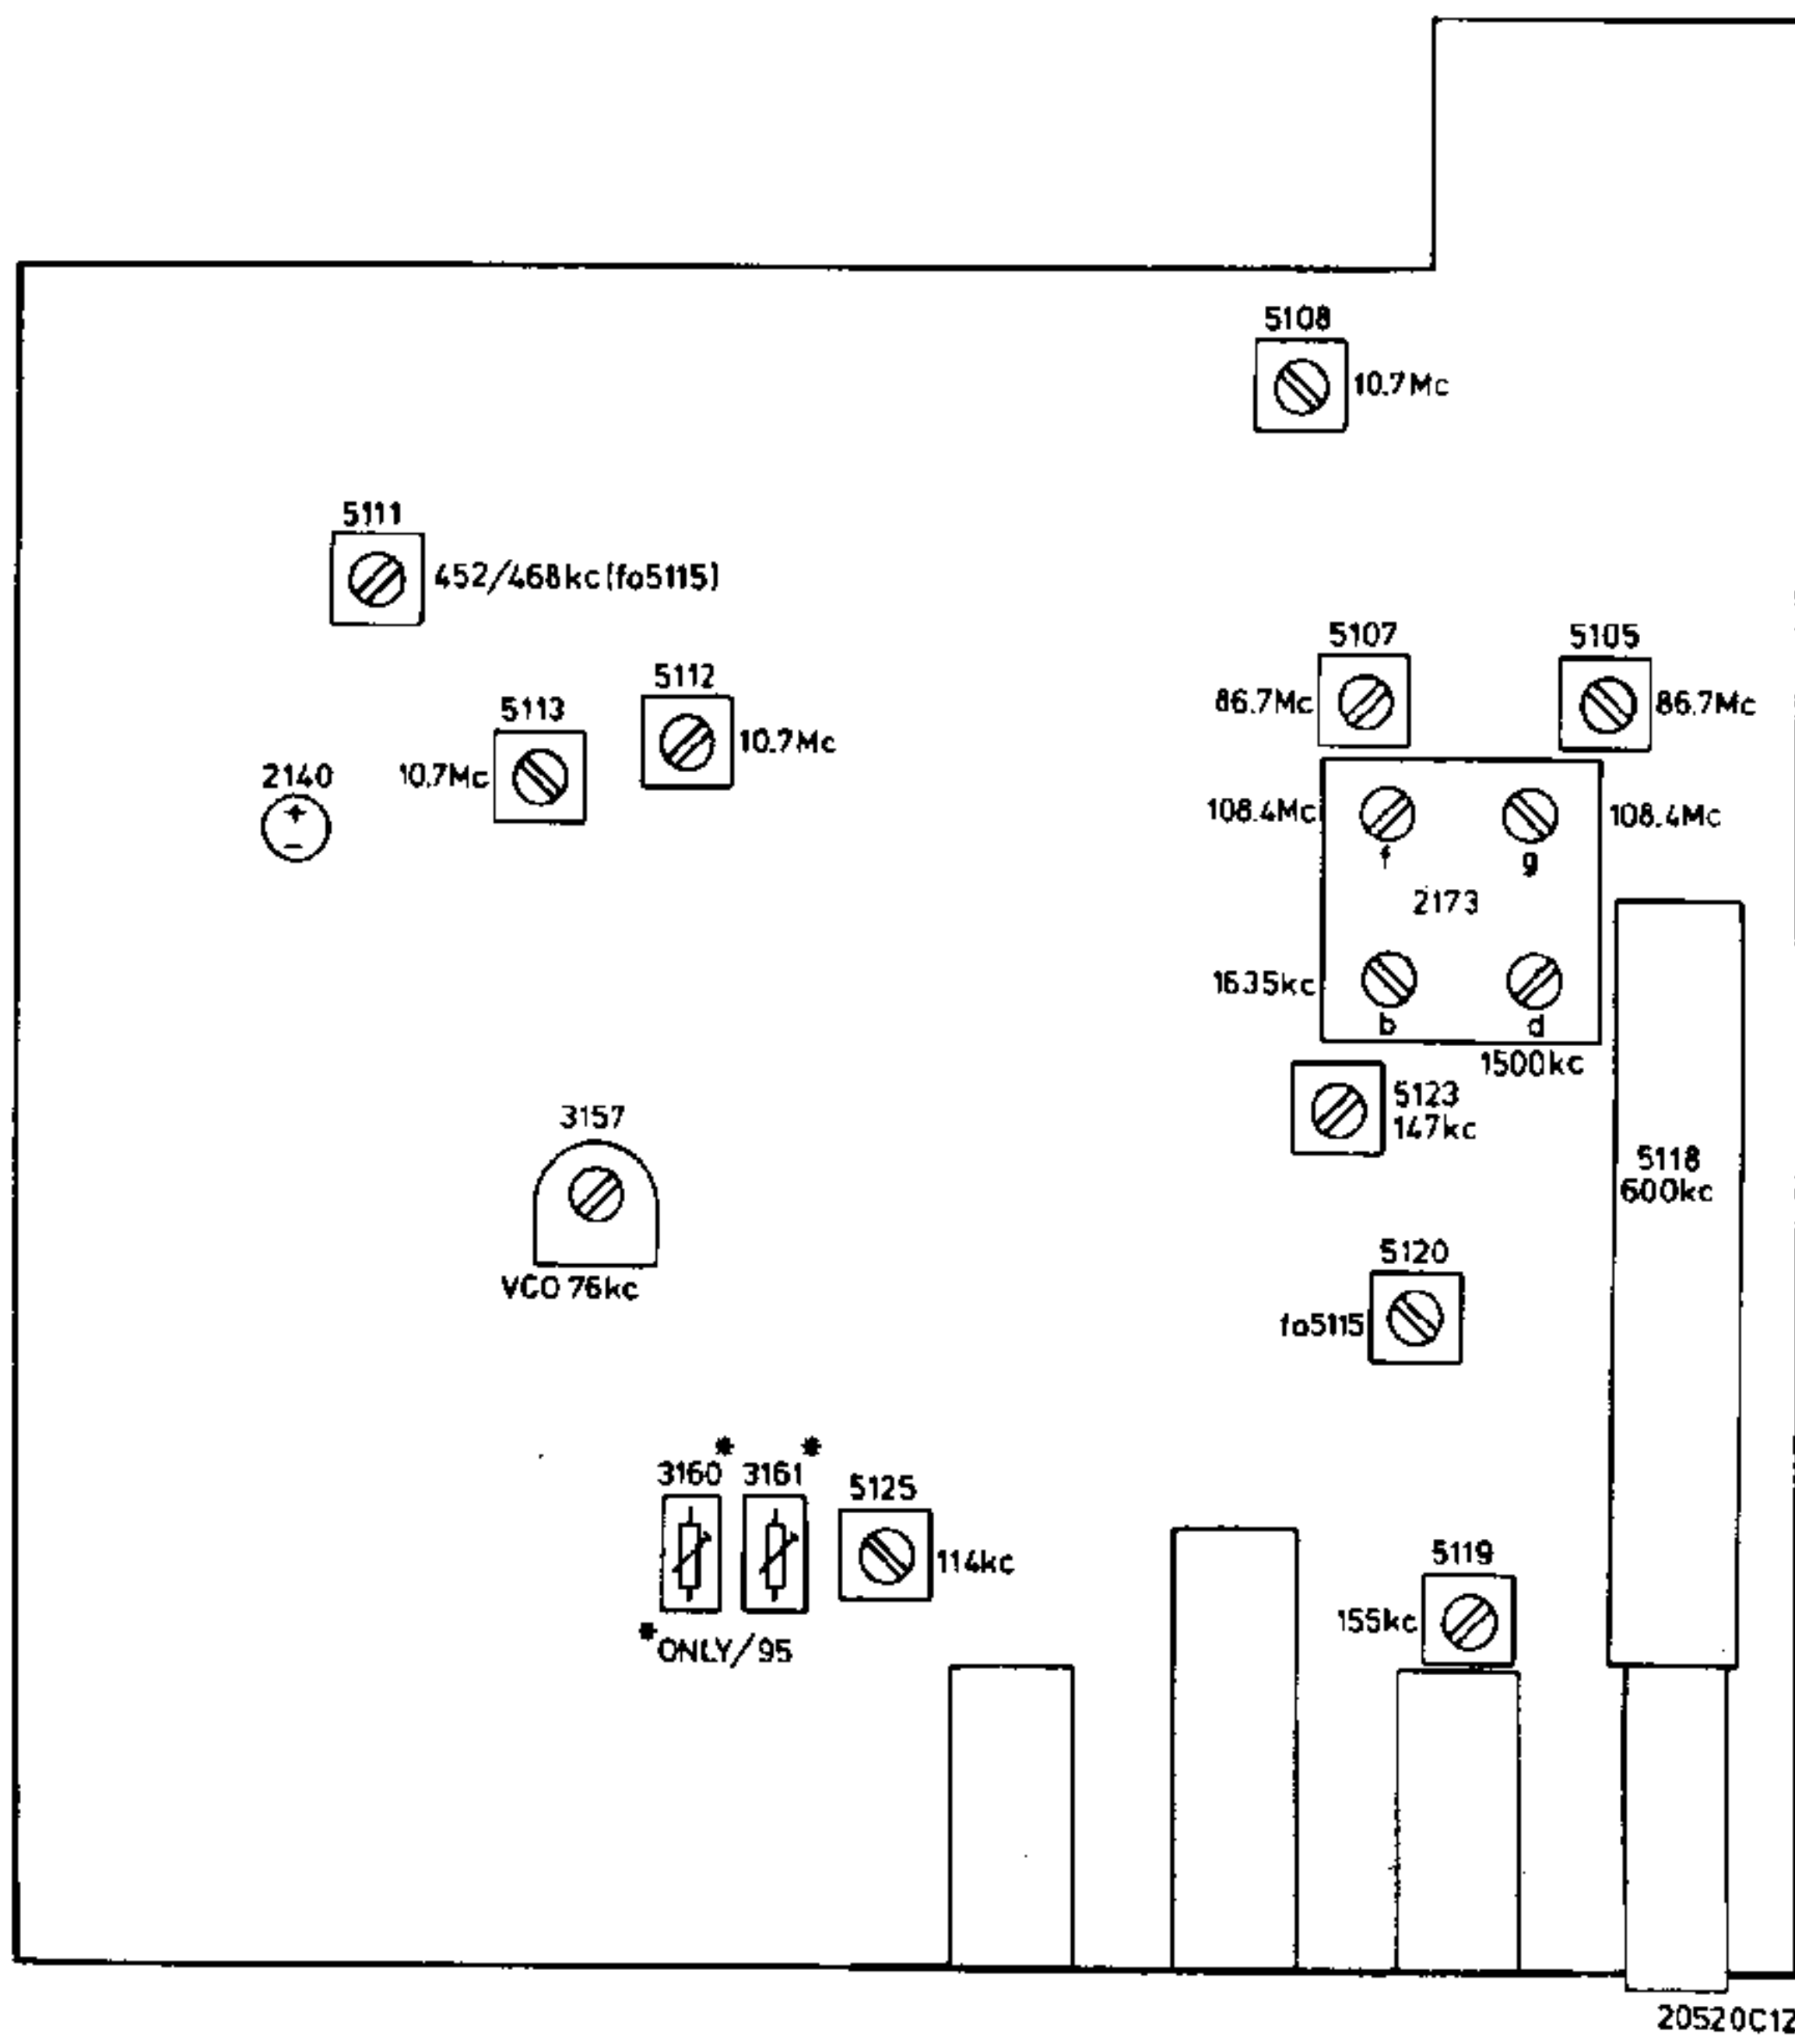 5108
10.7Mc
5111
452/468kc(fo5115)
5107
5105
86.7Mc
86.7Mc
5112
10.7Mc
5113
10.7Mc
2140
+
-
108.4Mc
108.4Mc
f
g
2173
1635kc
b
d
1500kc
5123
147kc
3157
VCO 76kc
5118
600kc
5120
fo5115
* *
3160 3161
5125
114kc
*ONLY/95
5119
155kc
20520C12